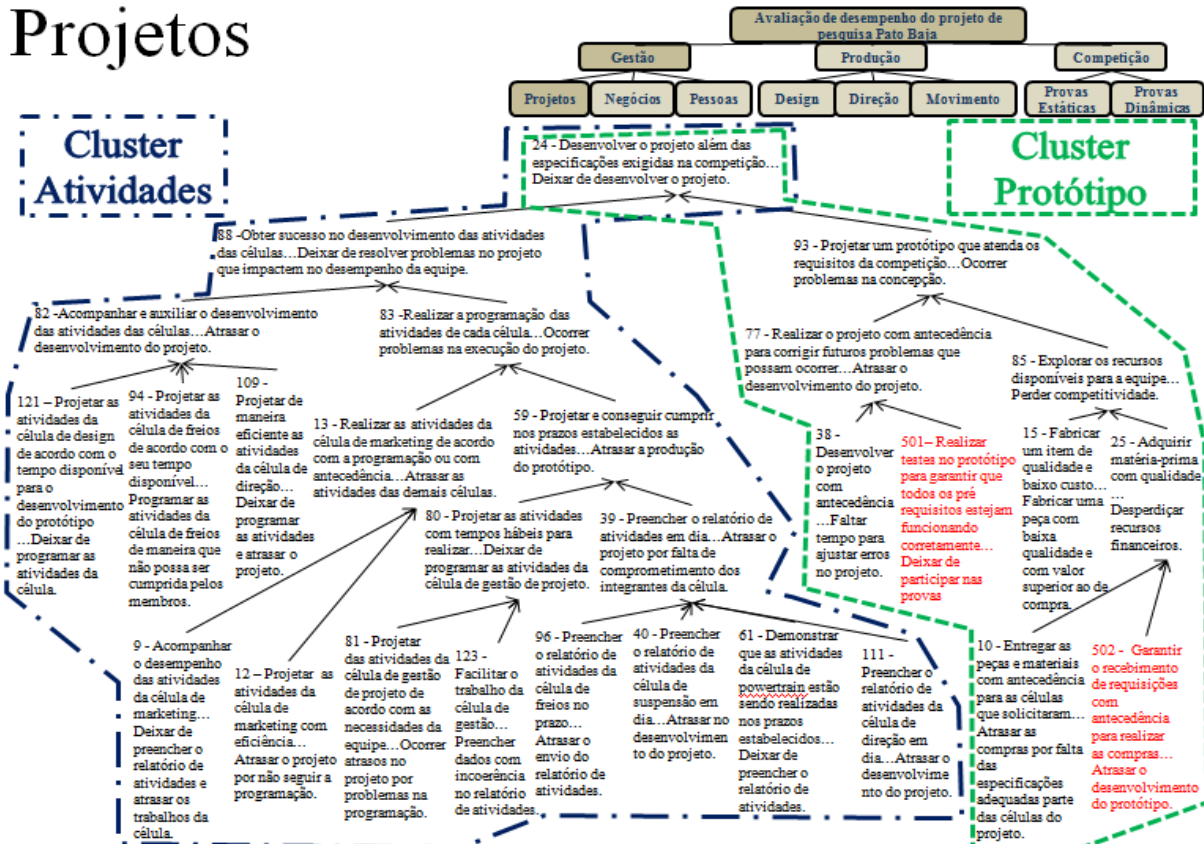 Projetos
Avaliação de desempenho do projeto de
pesquisa Pato Baja
Gestão
Produção
Competição
Projetos
Negócios
Pessoas
Design
Direção
Movimento
Provas
Estáticas
Provas
Dinâmicas
Cluster
Atividades
Cluster
Protótipo
24 - Desenvolver o projeto além das
especificações exigidas na competição…
Deixar de desenvolver o projeto.
88 -Obter sucesso no desenvolvimento das atividades
das células…Deixar de resolver problemas no projeto
que impactem no desempenho da equipe.
93 - Projetar um protótipo que atenda os
requisitos da competição…Ocorrer
problemas na concepção.
82 -Acompanhar e auxiliar o desenvolvimento
das atividades das células…Atrasar o
desenvolvimento do projeto.
83 -Realizar a programação das
atividades de cada célula…Ocorrer
problemas na execução do projeto.
77 - Realizar o projeto com antecedência
para corrigir futuros problemas que
possam ocorrer…Atrasar o
desenvolvimento do projeto.
85 - Explorar os recursos
disponíveis para a equipe…
Perder competitividade.
121 – Projetar as
atividades da
célula de design
de acordo com o
tempo disponível
para o
desenvolvimento
do protótipo
…Deixar de
programar as
atividades da
célula.
94 - Projetar as
atividades da
célula de freios
de acordo com o
seu tempo
disponível…
Programar as
atividades da
célula de freios
de maneira que
não possa ser
cumprida pelos
membros.
109 -
Projetar de
maneira
eficiente as
atividades
da célula de
direção…
Deixar de
programar
as atividades
e atrasar o
projeto.
13 - Realizar as atividades da
célula de marketing de acordo
com a programação ou com
antecedência…Atrasar as
atividades das demais células.
59 - Projetar e conseguir cumprir
nos prazos estabelecidos as
atividades…Atrasar a produção
do protótipo.
38 -
Desenvolver
o projeto
com
antecedência
…Faltar
tempo para
ajustar erros
no projeto.
501– Realizar
testes no protótipo
para garantir que
todos os pré
requisitos estejam
funcionando
corretamente…
Deixar de
participar nas
provas
15 - Fabricar
um item de
qualidade e
baixo custo…
Fabricar uma
peça com
baixa
qualidade e
com valor
superior ao de
compra.
25 - Adquirir
matéria-prima
com qualidade
…
Desperdiçar
recursos
financeiros.
80 - Projetar as atividades
com tempos hábeis para
realizar…Deixar de
programar as atividades da
célula de gestão de projeto.
39 - Preencher o relatório de
atividades em dia…Atrasar o
projeto por falta de
comprometimento dos
integrantes da célula.
9 - Acompanhar
o desempenho
das atividades
da célula de
marketing…
Deixar de
preencher o
relatório de
atividades e
atrasar os
trabalhos da
célula.
12 – Projetar as
atividades da
célula de
marketing com
eficiência…
Atrasar o projeto
por não seguir a
programação.
81 - Projetar
das atividades da
célula de gestão
de projeto de
acordo com as
necessidades da
equipe…Ocorrer
atrasos no
projeto por
problemas na
programação.
123 -
Facilitar o
trabalho da
célula de
gestão…
Preencher
dados com
incoerência
no relatório
de atividades.
96 - Preencher
o relatório de
atividades da
célula de
freios no
prazo…
Atrasar o
envio do
relatório de
atividades.
40 - Preencher
o relatório de
atividades da
célula de
suspensão em
dia…Atrasar no
desenvolvimen
to do projeto.
61 - Demonstrar
que as atividades
da célula de
powertrain estão
sendo realizadas
nos prazos
estabelecidos…
Deixar de
preencher o
relatório de
atividades.
111 -
Preencher o
relatório de
atividades
da célula de
direção em
dia…Atrasar o
desenvolvime
nto do projeto.
10 - Entregar as
peças e materiais
com antecedência
para as células
que solicitaram…
Atrasar as
compras por falta
das
especificações
adequadas parte
das células do
projeto.
502 - Garantir
o recebimento
de requisições
com
antecedência
para realizar
as compras…
Atrasar o
desenvolvimento
do protótipo.